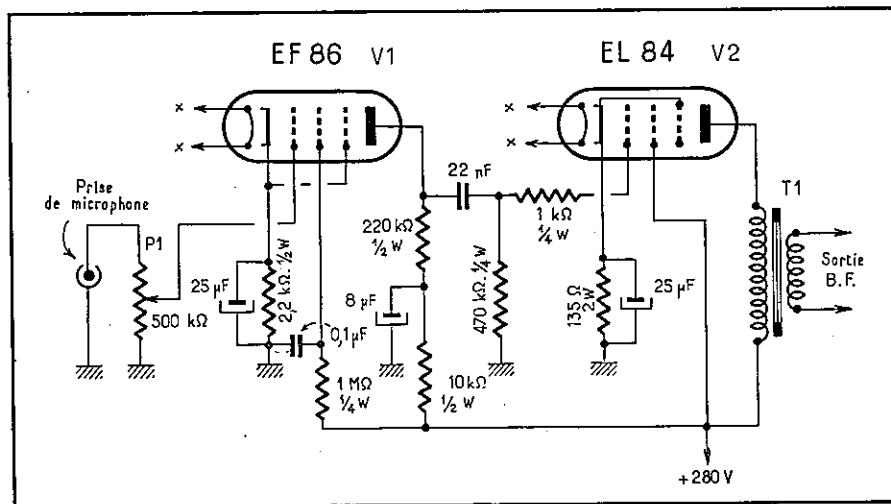 EF 86 V1
EL 84 V2
x
x
x
x
Prise
de microphone
P1
500 kΩ
25 µF
2,2 kΩ. ½ W
0,1 µF
1 MΩ
¼ W
220 kΩ
½ W
8 µF
10 kΩ
½ W
22 nF
1 kΩ
¼ W
470 kΩ. ¼ W
135 Ω
2 W
25 µF
T1
Sortie
B.F.
+280 V